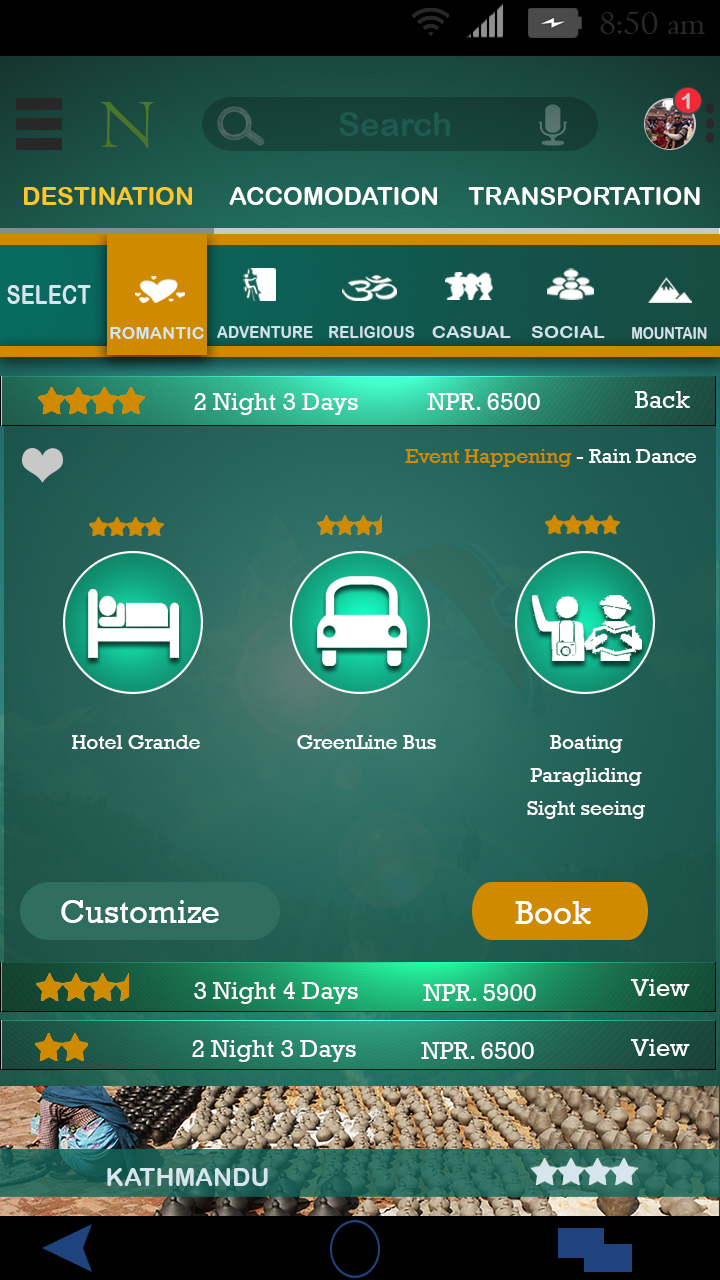 8:50 am
N
Search
1
DESTINATION ACCOMODATION TRANSPORTATION
SELECT
ROMANTIC ADVENTURE RELIGIOUS CASUAL SOCIAL MOUNTAIN
2 Night 3 Days NPR. 6500 Back
Event Happening - Rain Dance
Hotel Grande GreenLine Bus Boating
Paragliding
Sight seeing
Customize Book
3 Night 4 Days NPR. 5900 View
2 Night 3 Days NPR. 6500 View
KATHMANDU